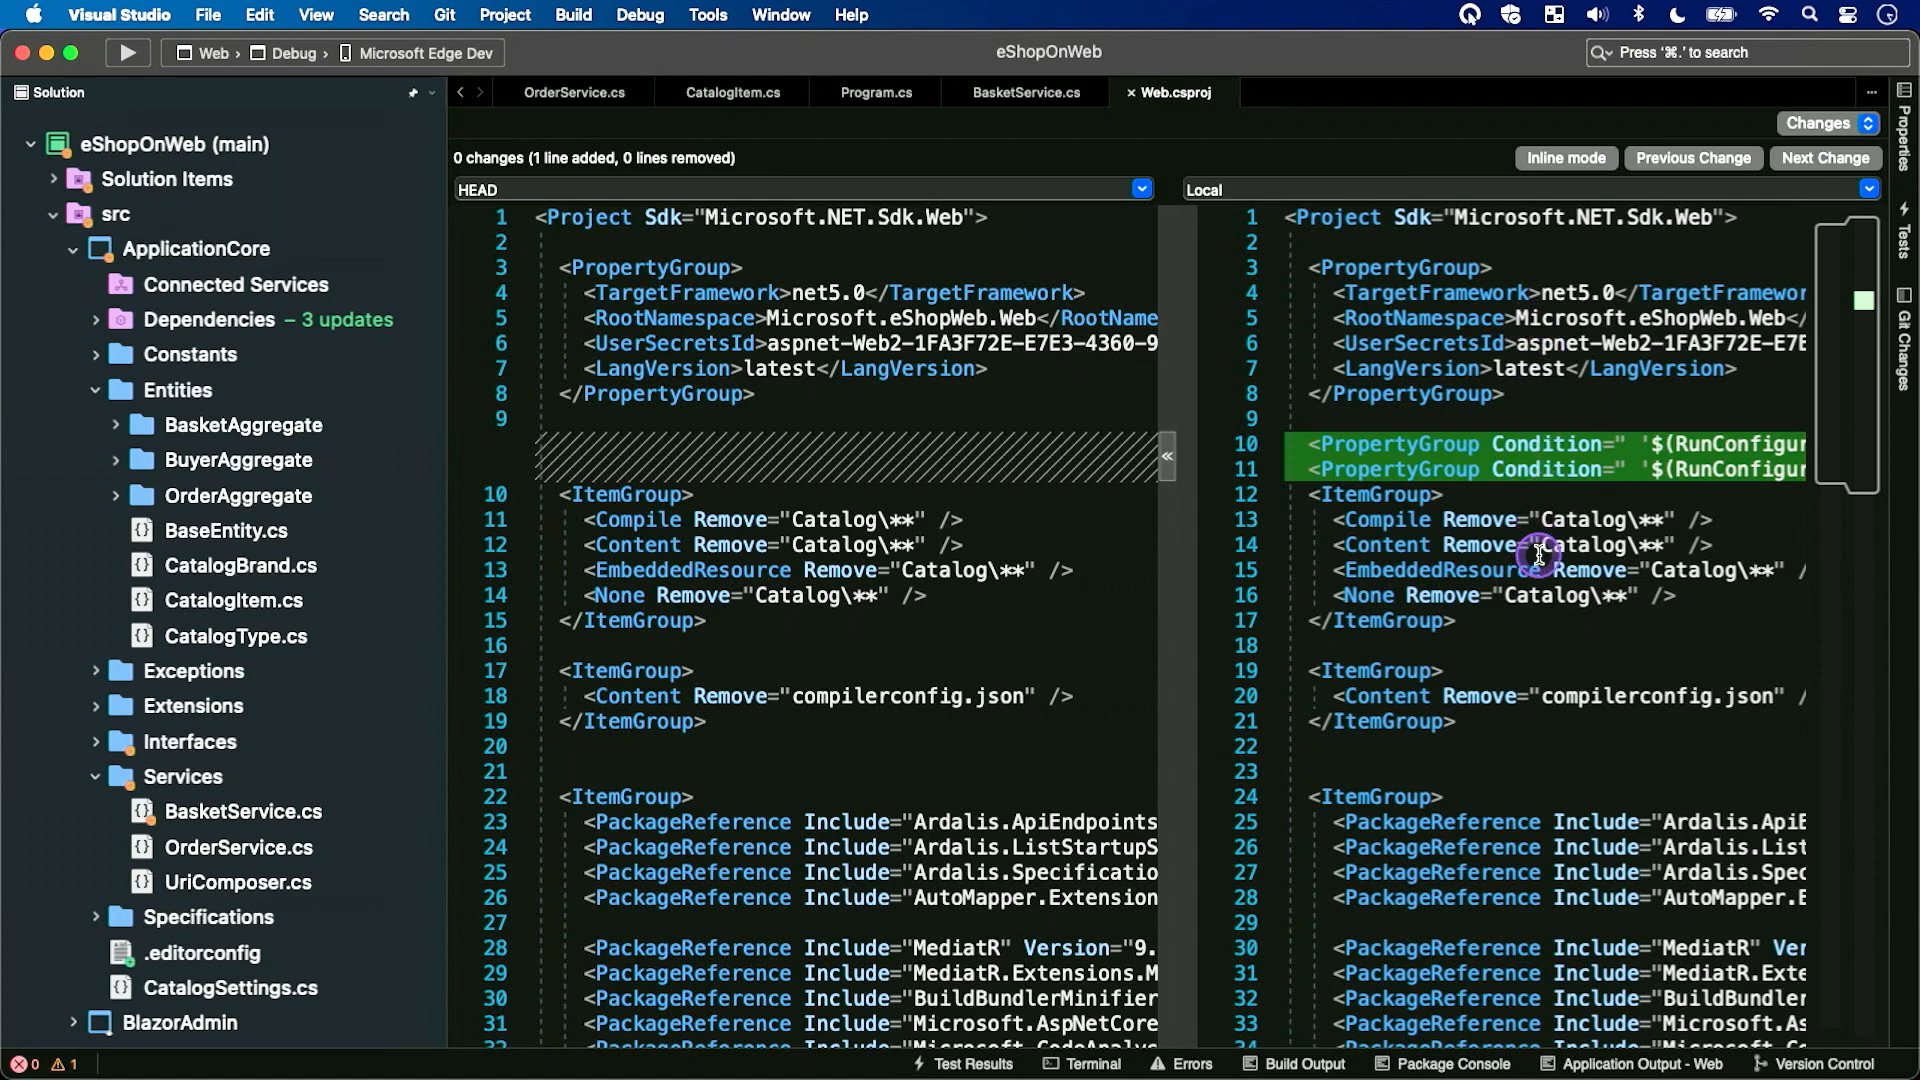 Visual Studio File Edit View Search Git Project Build Debug Tools Window Help
Web › Debug › Microsoft Edge Dev
eShopOnWeb
Press ‘⌘.’ to search
Solution
OrderService.cs CatalogItem.cs Program.cs BasketService.cs × Web.csproj
Changes
0 changes (1 line added, 0 lines removed)
Inline mode Previous Change Next Change
eShopOnWeb (main)
Solution Items
src
ApplicationCore
Connected Services
Dependencies – 3 updates
Constants
Entities
BasketAggregate
BuyerAggregate
OrderAggregate
BaseEntity.cs
CatalogBrand.cs
CatalogItem.cs
CatalogType.cs
Exceptions
Extensions
Interfaces
Services
BasketService.cs
OrderService.cs
UriComposer.cs
Specifications
.editorconfig
CatalogSettings.cs
BlazorAdmin
HEAD
1 <Project Sdk="Microsoft.NET.Sdk.Web">
2
3 <PropertyGroup>
4 <TargetFramework>net5.0</TargetFramework>
5 <RootNamespace>Microsoft.eShopWeb.Web</RootName
6 <UserSecretsId>aspnet-Web2-1FA3F72E-E7E3-4360-9
7 <LangVersion>latest</LangVersion>
8 </PropertyGroup>
9
«
10 <ItemGroup>
11 <Compile Remove="Catalog\**" />
12 <Content Remove="Catalog\**" />
13 <EmbeddedResource Remove="Catalog\**" />
14 <None Remove="Catalog\**" />
15 </ItemGroup>
16
17 <ItemGroup>
18 <Content Remove="compilerconfig.json" />
19 </ItemGroup>
20
21
22 <ItemGroup>
23 <PackageReference Include="Ardalis.ApiEndpoints
24 <PackageReference Include="Ardalis.ListStartupS
25 <PackageReference Include="Ardalis.Specificatio
26 <PackageReference Include="AutoMapper.Extension
27
28 <PackageReference Include="MediatR" Version="9.
29 <PackageReference Include="MediatR.Extensions.M
30 <PackageReference Include="BuildBundlerMinifier
31 <PackageReference Include="Microsoft.AspNetCore
Local
1 <Project Sdk="Microsoft.NET.Sdk.Web">
2
3 <PropertyGroup>
4 <TargetFramework>net5.0</TargetFramewor
5 <RootNamespace>Microsoft.eShopWeb.Web</
6 <UserSecretsId>aspnet-Web2-1FA3F72E-E7E
7 <LangVersion>latest</LangVersion>
8 </PropertyGroup>
9
10 <PropertyGroup Condition=" '$(RunConfigur
11 <PropertyGroup Condition=" '$(RunConfigur
12 <ItemGroup>
13 <Compile Remove="Catalog\**" />
14 <Content Remove="Catalog\**" />
15 <EmbeddedResource Remove="Catalog\**" /
16 <None Remove="Catalog\**" />
17 </ItemGroup>
18
19 <ItemGroup>
20 <Content Remove="compilerconfig.json" /
21 </ItemGroup>
22
23
24 <ItemGroup>
25 <PackageReference Include="Ardalis.ApiE
26 <PackageReference Include="Ardalis.List
27 <PackageReference Include="Ardalis.Spec
28 <PackageReference Include="AutoMapper.E
29
30 <PackageReference Include="MediatR" Ver
31 <PackageReference Include="MediatR.Exte
32 <PackageReference Include="BuildBundler
33 <PackageReference Include="Microsoft.As
Properties
Tests
Git Changes
0 1
Test Results Terminal Errors Build Output Package Console Application Output - Web Version Control